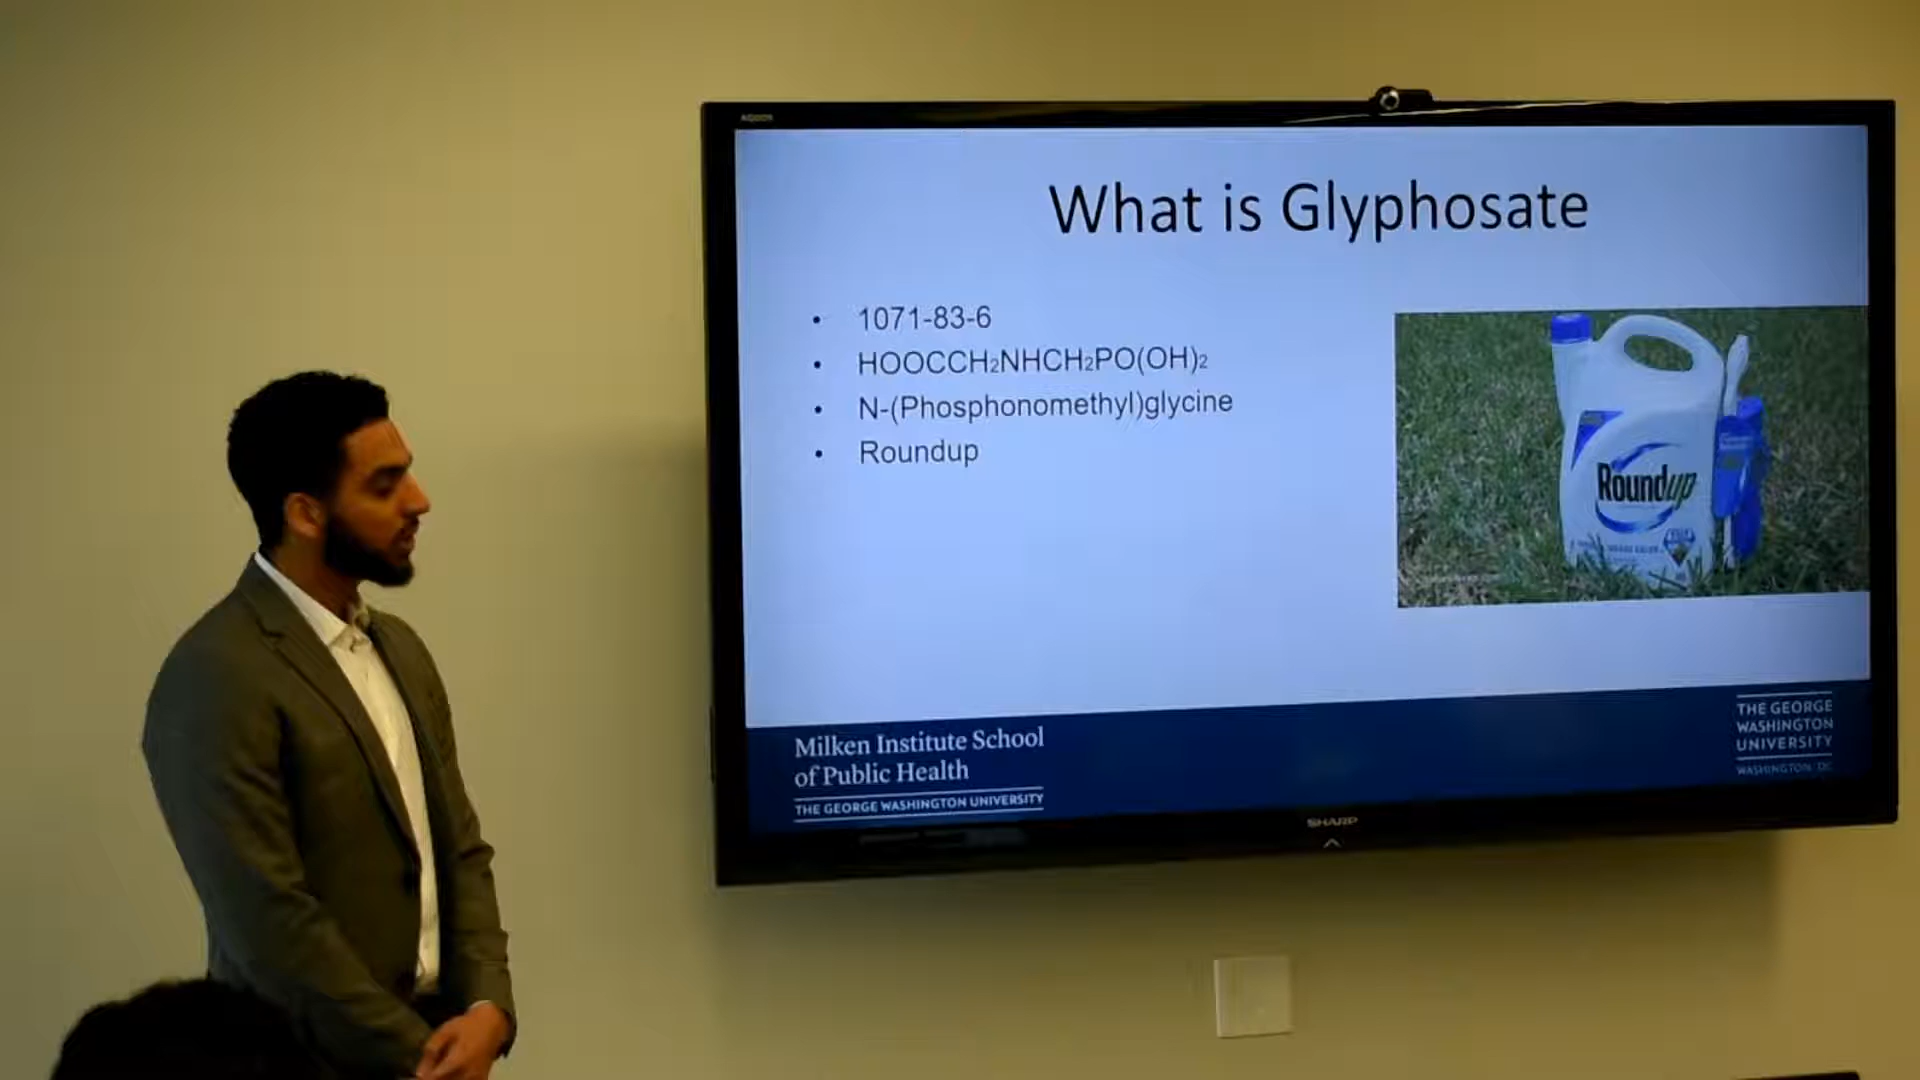 AQUOS
What is Glyphosate
• 1071-83-6
• HOOCCH₂NHCH₂PO(OH)₂
• N-(Phosphonomethyl)glycine
• Roundup
Roundup
Milken Institute School
of Public Health
THE GEORGE WASHINGTON UNIVERSITY
THE GEORGE
WASHINGTON
UNIVERSITY
WASHINGTON, DC
SHARP